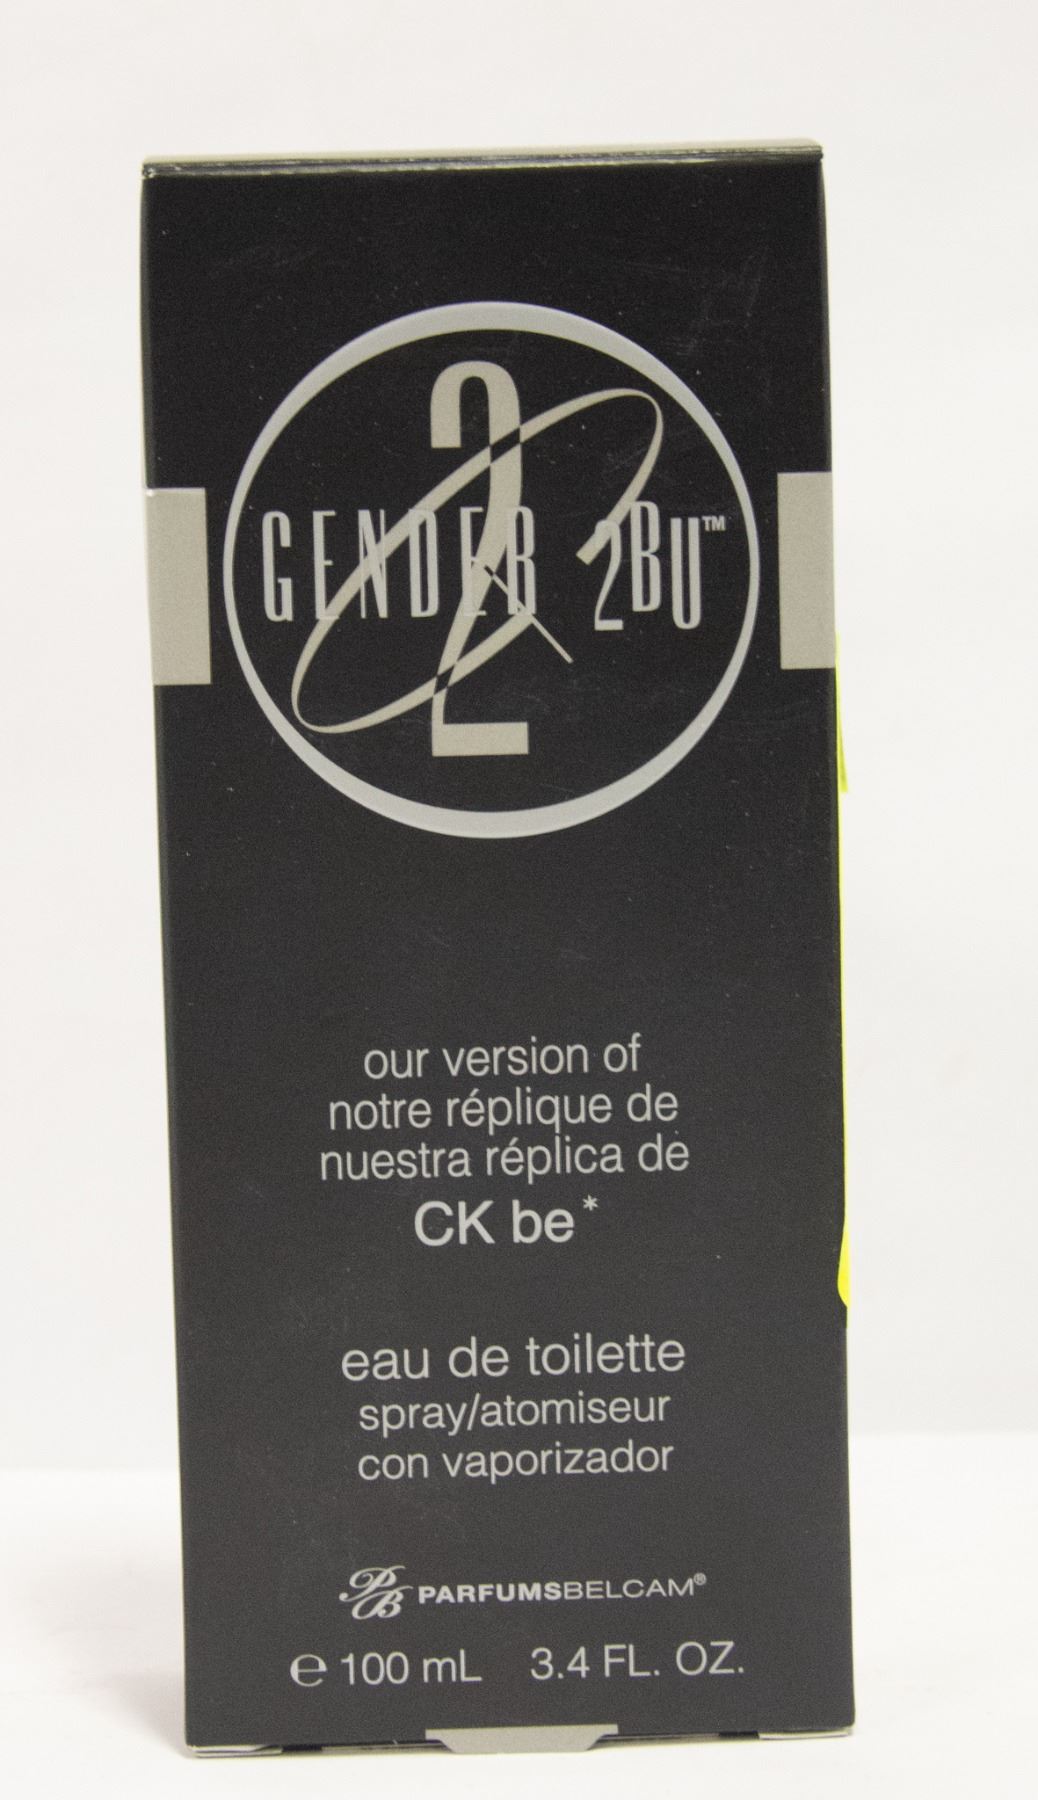 2
GENDER 2BU™
our version of
notre réplique de
nuestra réplica de
CK be*
eau de toilette
spray/atomiseur
con vaporizador
PB PARFUMSBELCAM®
e 100 mL 3.4 FL. OZ.